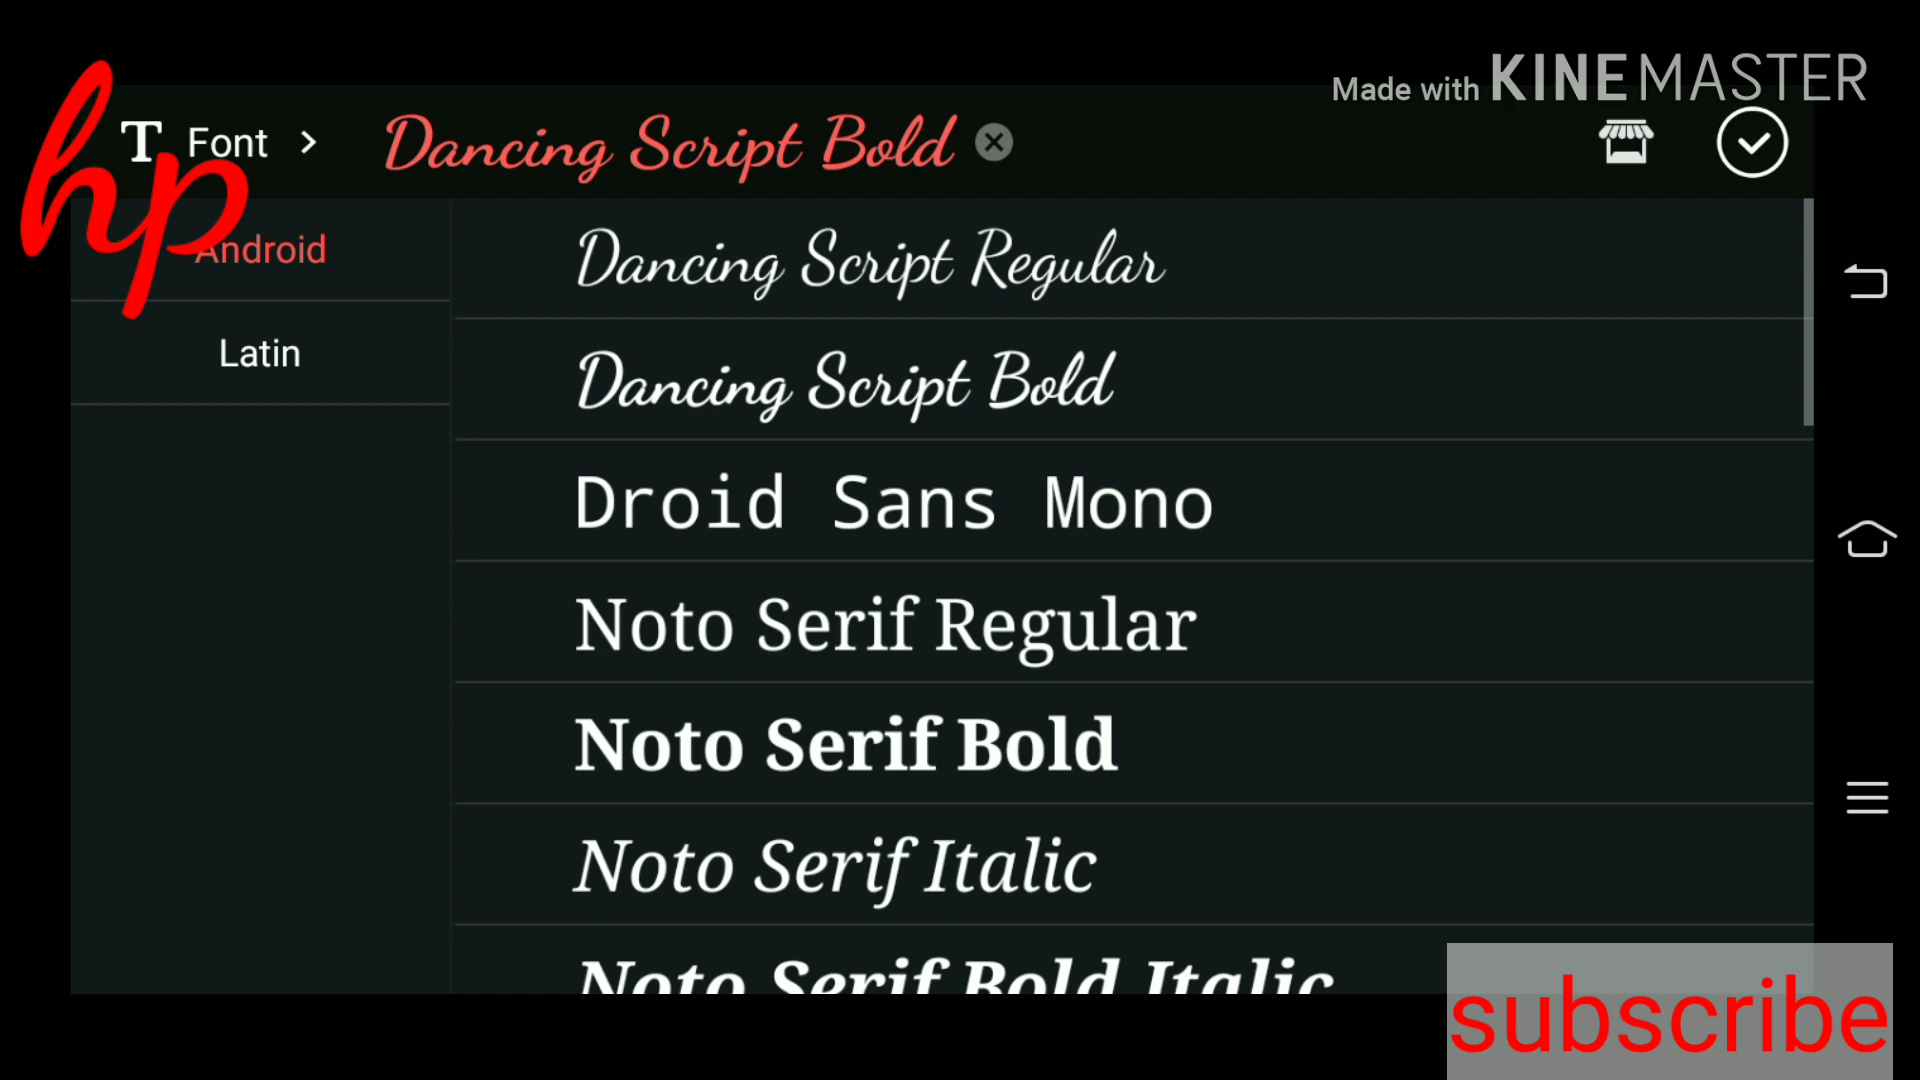 hp
Made with KINEMASTER
T Font > Dancing Script Bold
Android
Latin
Dancing Script Regular
Dancing Script Bold
Droid Sans Mono
Noto Serif Regular
Noto Serif Bold
Noto Serif Italic
Noto Serif Bold Italic
subscribe